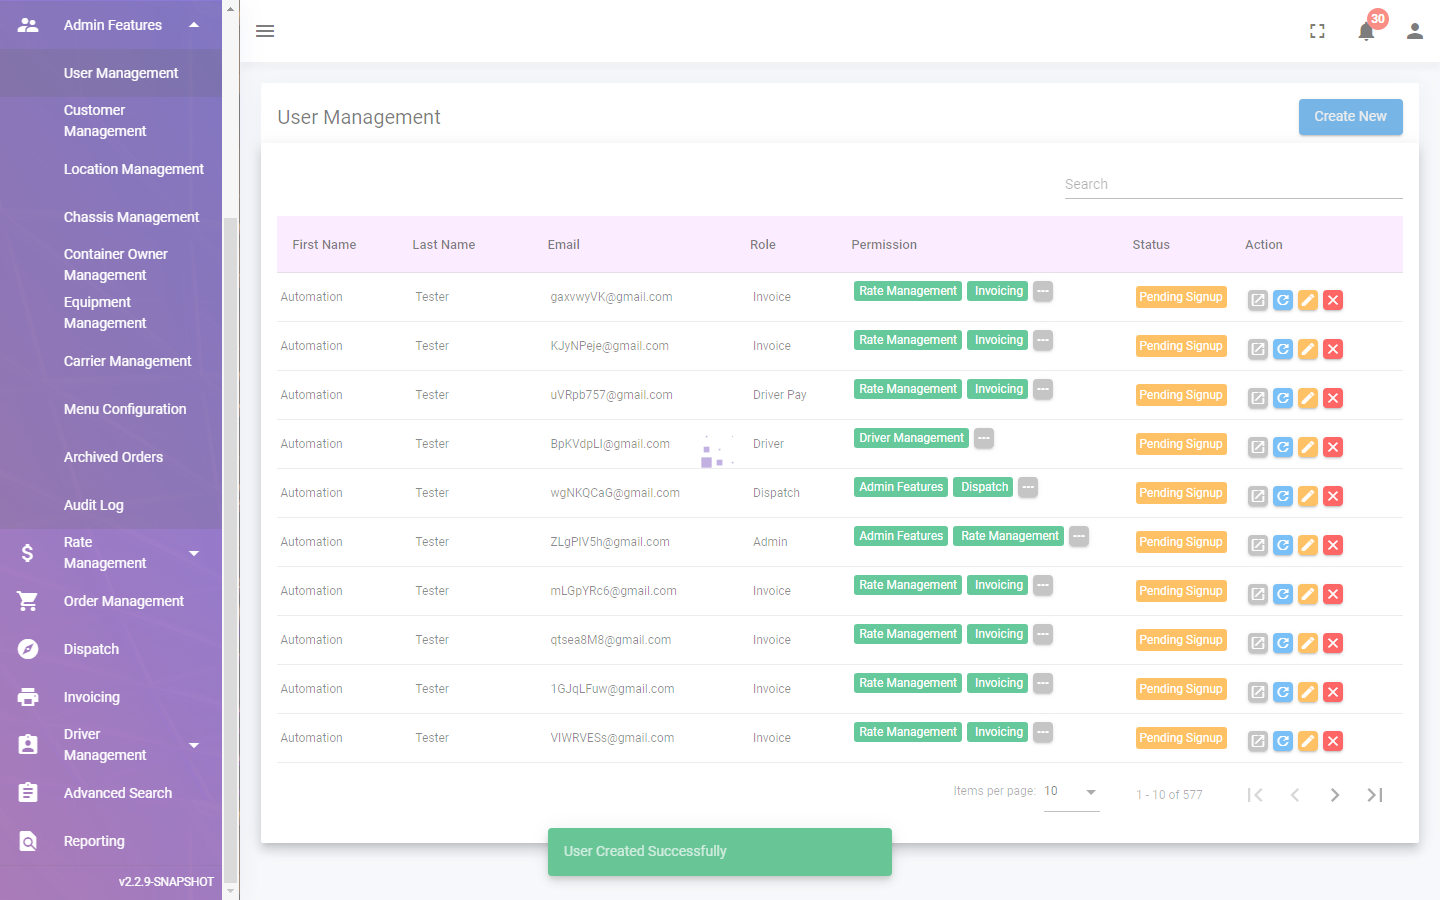 Admin Features
User Management
Customer
Management
Location Management
Chassis Management
Container Owner
Management
Equipment
Management
Carrier Management
Menu Configuration
Archived Orders
Audit Log
Rate
Management
Order Management
Dispatch
Invoicing
Driver
Management
Advanced Search
Reporting
v2.2.9-SNAPSHOT
30
User Management
Create New
Search
First Name Last Name Email Role Permission Status Action
Automation Tester gaxvwyVK@gmail.com Invoice Rate Management Invoicing --- Pending Signup
Automation Tester KJyNPeje@gmail.com Invoice Rate Management Invoicing --- Pending Signup
Automation Tester uVRpb757@gmail.com Driver Pay Rate Management Invoicing --- Pending Signup
Automation Tester BpKVdpLI@gmail.com Driver Driver Management --- Pending Signup
Automation Tester wgNKQCaG@gmail.com Dispatch Admin Features Dispatch --- Pending Signup
Automation Tester ZLgPIV5h@gmail.com Admin Admin Features Rate Management --- Pending Signup
Automation Tester mLGpYRc6@gmail.com Invoice Rate Management Invoicing --- Pending Signup
Automation Tester qtsea8M8@gmail.com Invoice Rate Management Invoicing --- Pending Signup
Automation Tester 1GJqLFuw@gmail.com Invoice Rate Management Invoicing --- Pending Signup
Automation Tester VIWRVESs@gmail.com Invoice Rate Management Invoicing --- Pending Signup
Items per page: 10 1 - 10 of 577
User Created Successfully